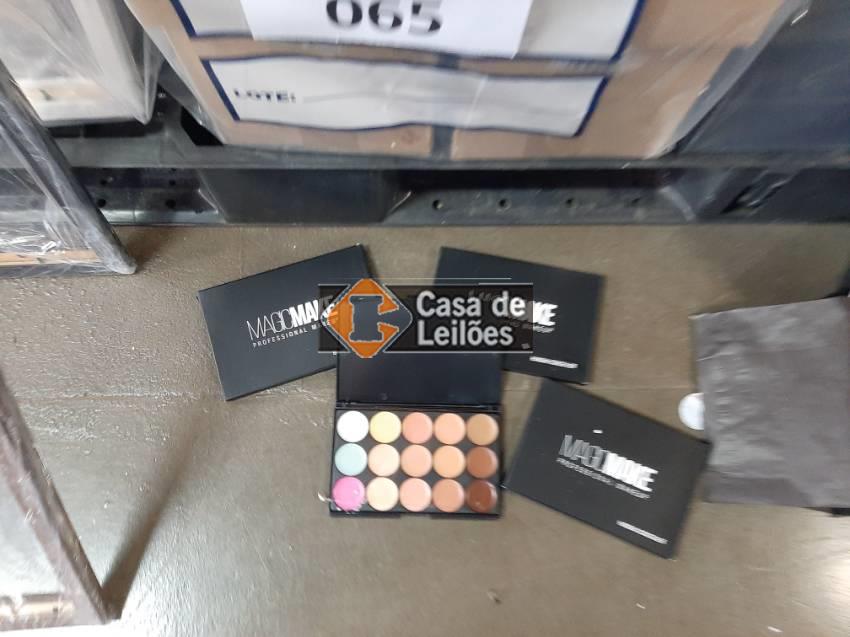 065
LOTE:
MAGICMAKE
PROFESSIONAL MAKEUP
Casa de
Leilões
MAGICMAKE
PROFESSIONAL MAKEUP